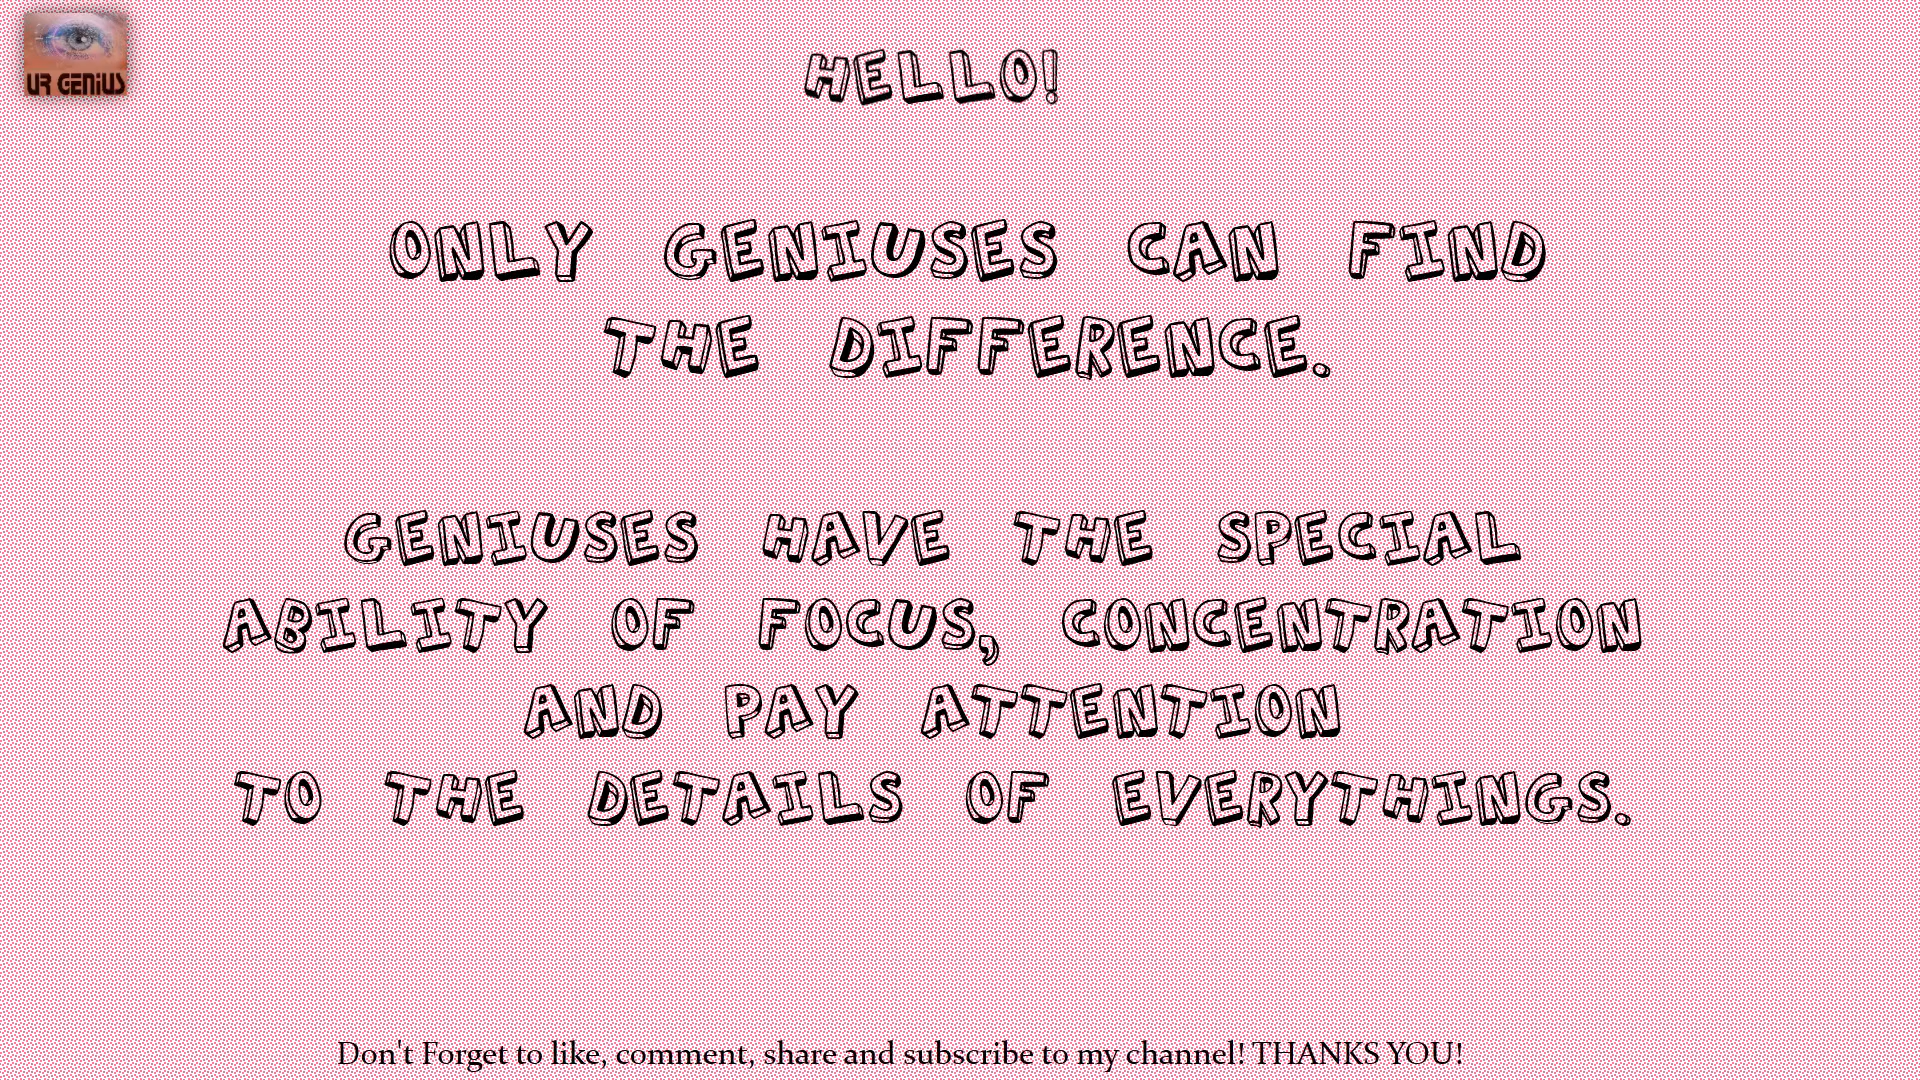 UR GENiUS
HELLO!
ONLY GENIUSES CAN FIND
THE DIFFERENCE.
GENIUSES HAVE THE SPECIAL
ABILITY OF FOCUS, CONCENTRATION
AND PAY ATTENTION
TO THE DETAILS OF EVERYTHINGS.
Don't Forget to like, comment, share and subscribe to my channel! THANKS YOU!